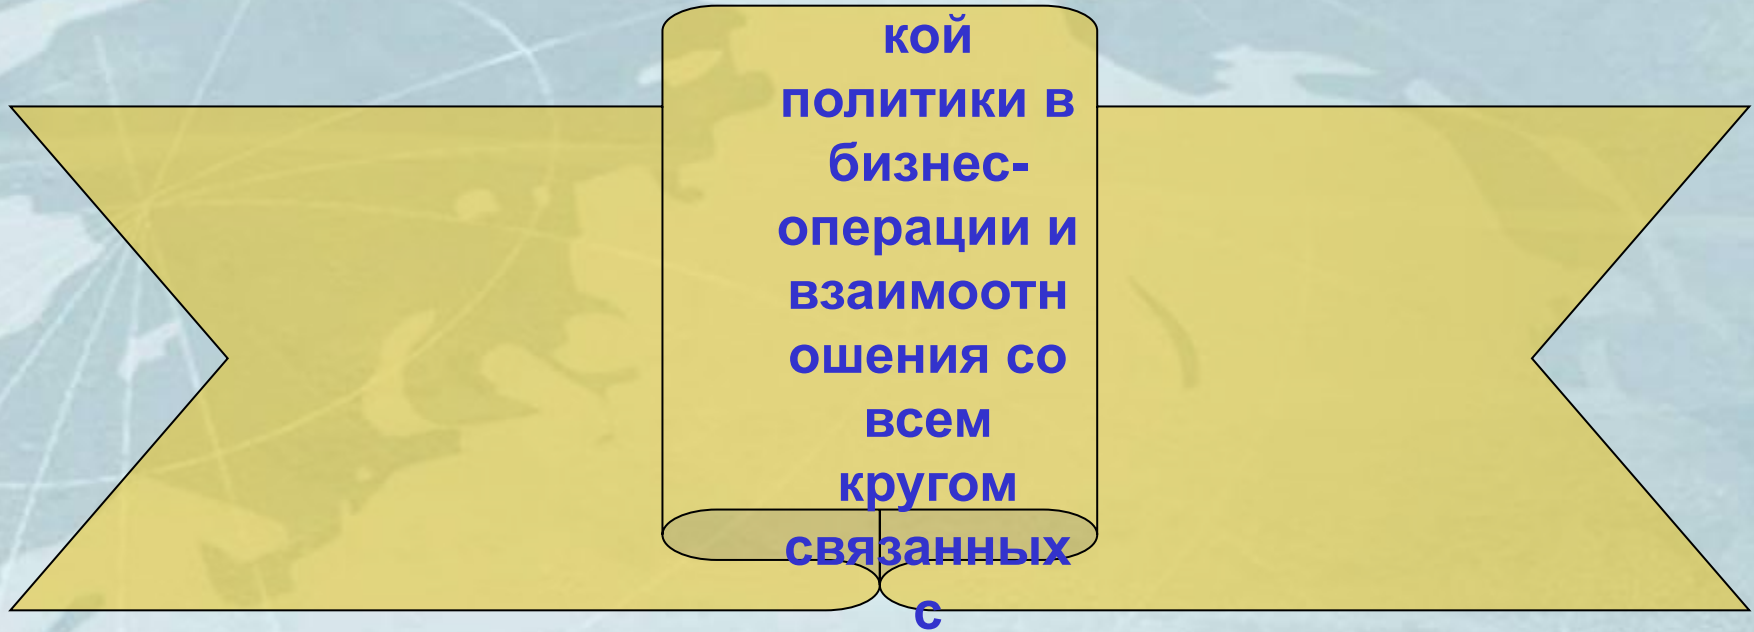 кой
политики в
бизнес-
операции и
взаимоотн
ошения со
всем
кругом
связанных
с